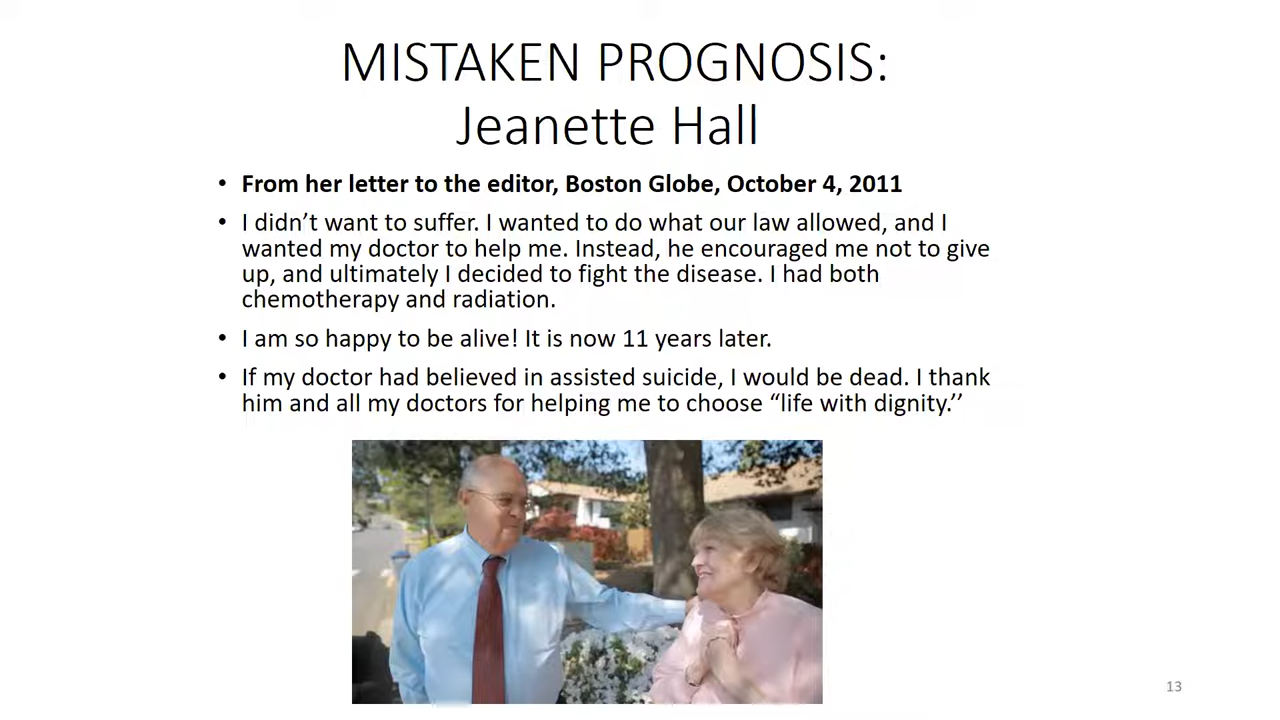 MISTAKEN PROGNOSIS:
Jeanette Hall
• From her letter to the editor, Boston Globe, October 4, 2011
• I didn’t want to suffer. I wanted to do what our law allowed, and I
wanted my doctor to help me. Instead, he encouraged me not to give
up, and ultimately I decided to fight the disease. I had both
chemotherapy and radiation.
• I am so happy to be alive! It is now 11 years later.
• If my doctor had believed in assisted suicide, I would be dead. I thank
him and all my doctors for helping me to choose “life with dignity.’’
13